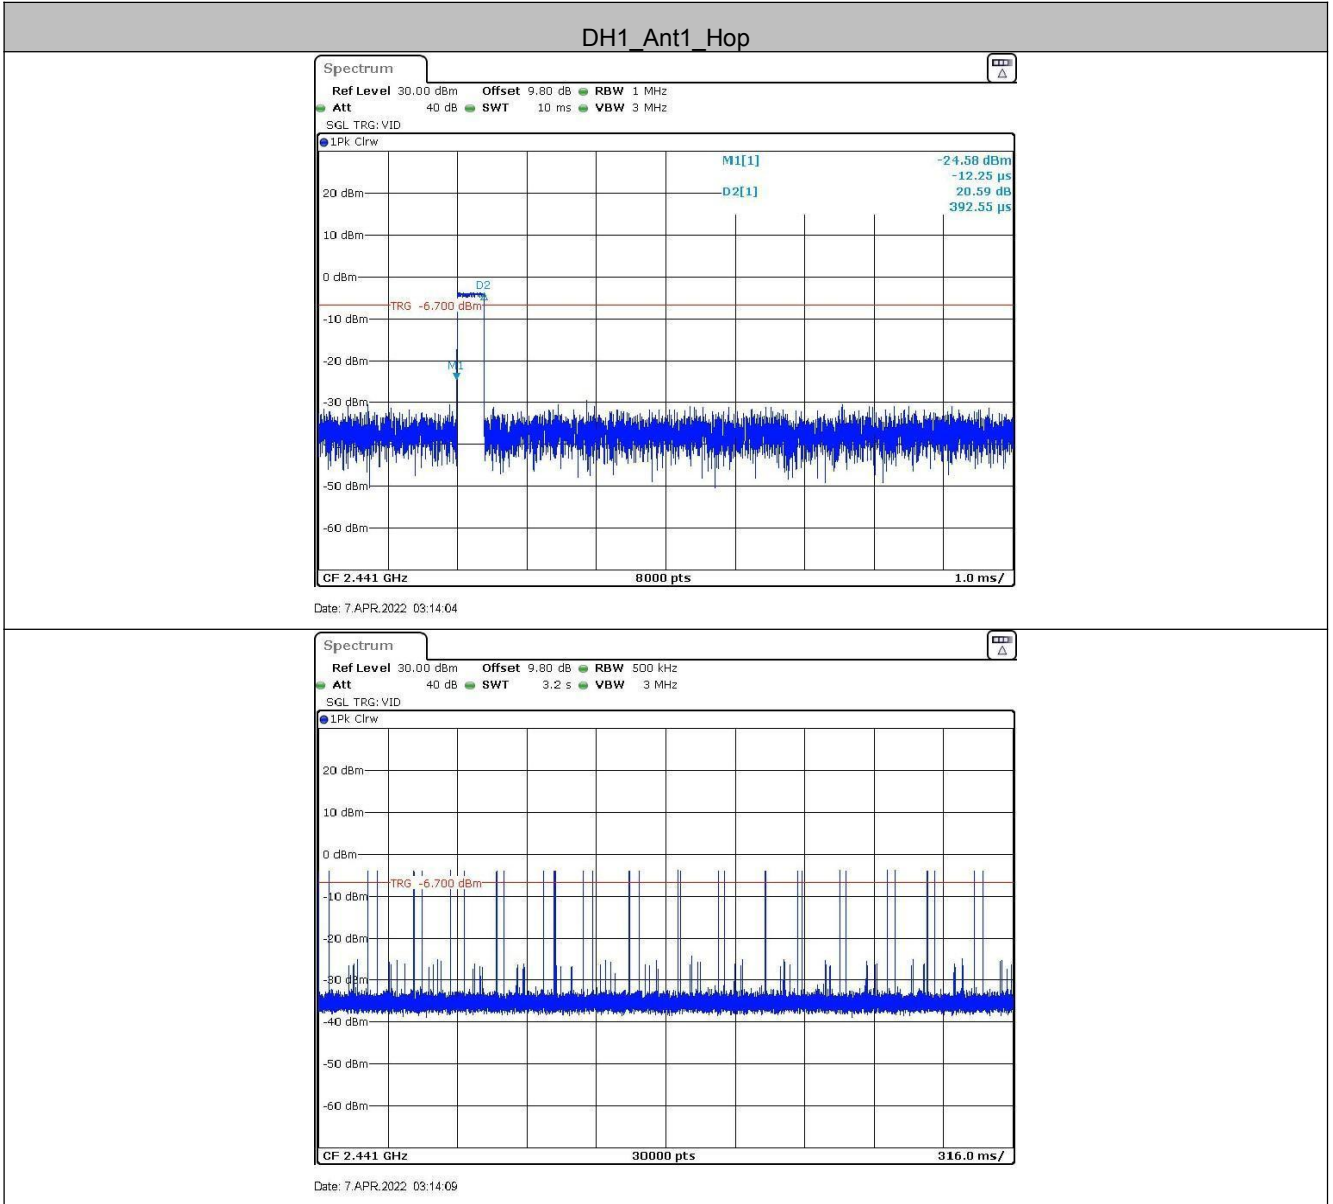 DH1_Ant1_Hop
Spectrum
Ref Level 30.00 dBm Offset 9.80 dB RBW 1 MHz
Att 40 dB SWT 10 ms VBW 3 MHz
SGL TRG: VID
1Pk Clrw
M1[1] -24.58 dBm
-12.25 µs
20 dBm D2[1] 20.59 dB
392.55 µs
10 dBm
0 dBm
D2
TRG -6.700 dBm
-10 dBm
-20 dBm
M1
-30 dBm
-50 dBm
-60 dBm
CF 2.441 GHz 8000 pts 1.0 ms/
Date: 7.APR.2022 03:14:04
Spectrum
Ref Level 30.00 dBm Offset 9.80 dB RBW 500 kHz
Att 40 dB SWT 3.2 s VBW 3 MHz
SGL TRG: VID
1Pk Clrw
20 dBm
10 dBm
0 dBm
TRG -6.700 dBm
-10 dBm
-20 dBm
-30 dBm
-40 dBm
-50 dBm
-60 dBm
CF 2.441 GHz 30000 pts 316.0 ms/
Date: 7.APR.2022 03:14:09